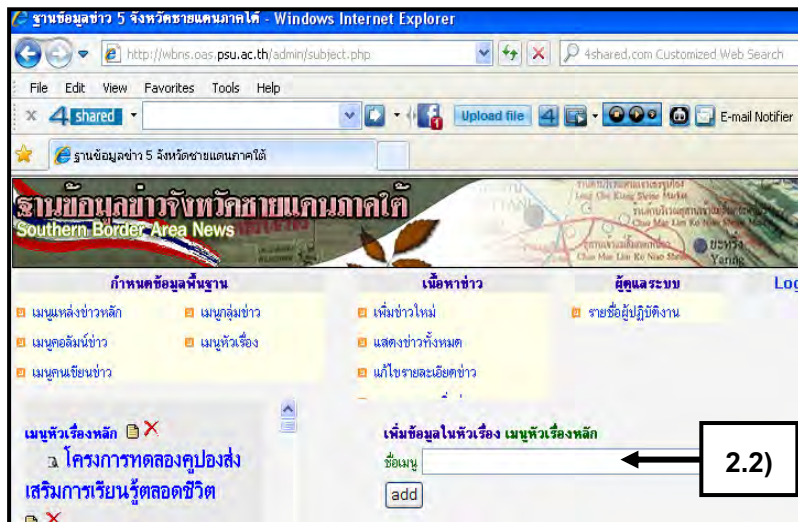 ฐานข้อมูลข่าว 5 จังหวัดชายแดนภาคใต้ - Windows Internet Explorer
http://wbns.oas.psu.ac.th/admin/subject.php
4shared.com Customized Web Search
File Edit View Favorites Tools Help
4 shared
Upload file
E-mail Notifier
ฐานข้อมูลข่าว 5 จังหวัดชายแดนภาคใต้
ฐานข้อมูลข่าวจังหวัดชายแดนภาคใต้
Southern Border Area News
Yaring
กำหนดข้อมูลพื้นฐาน เนื้อหาข่าว ผู้ดูแลระบบ Log
เมนูแหล่งข่าวหลัก เมนูกลุ่มข่าว เพิ่มข่าวใหม่ รายชื่อผู้ปฏิบัติงาน
เมนูคอลัมน์ข่าว เมนูหัวเรื่อง แสดงข่าวทั้งหมด
เมนูคนเขียนข่าว แก้ไขรายละเอียดข่าว
เมนูหัวเรื่องหลัก เพิ่มข้อมูลในหัวเรื่อง เมนูหัวเรื่องหลัก
โครงการทดลองคูปองส่ง ชื่อเมนู 2.2)
เสริมการเรียนรู้ตลอดชีวิต add